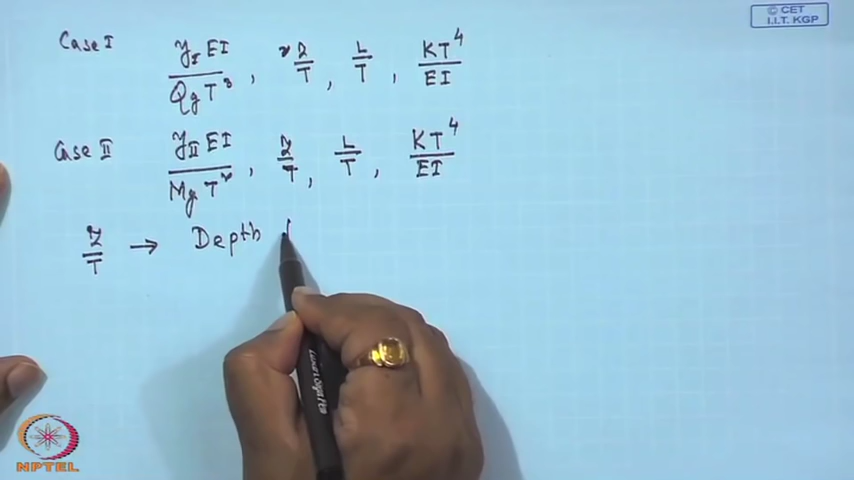 © CET
I.I.T. KGP
Case I y_I EI / Q_g T^3 , Z/T , L/T , KT^4 / EI
Case II y_II EI / M_g T^2 , Z/T , L/T , KT^4 / EI
Z/T → Depth
Luxor
NPTEL